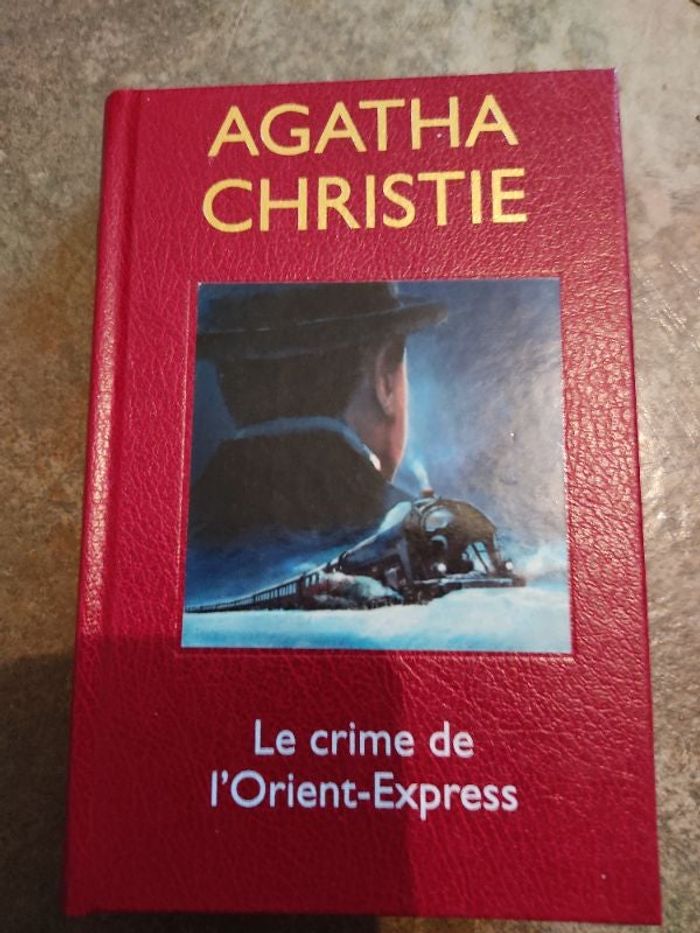 AGATHA
CHRISTIE
Le crime de
l'Orient-Express